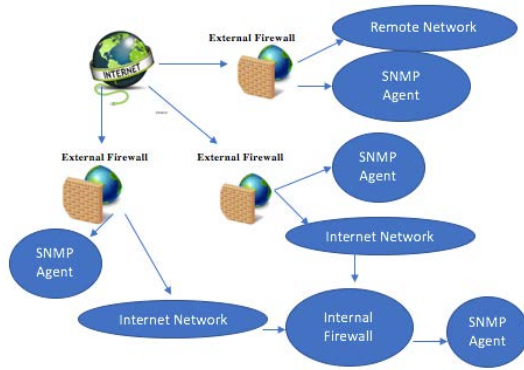 Remote Network
External Firewall
INTERNET
SNMP
Agent
External Firewall
External Firewall
SNMP
Agent
SNMP
Agent
Internet Network
Internet Network
Internal
Firewall
SNMP
Agent